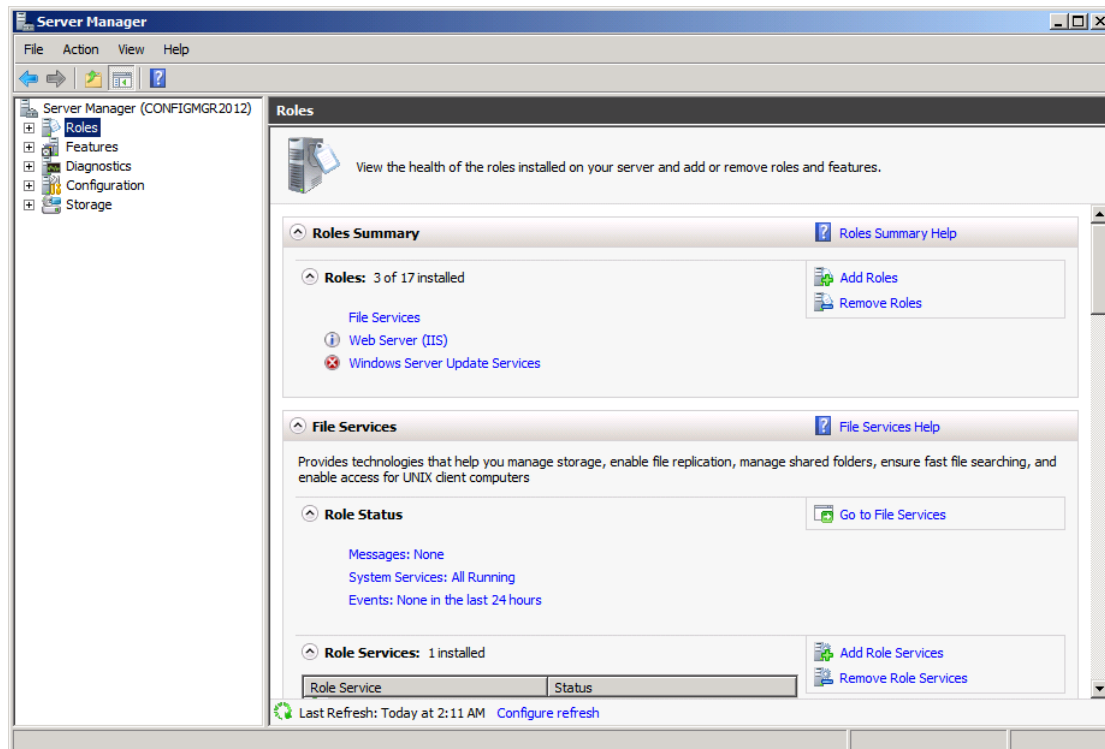 Server Manager
File Action View Help
Server Manager (CONFIGMGR2012)
Roles
Features
Diagnostics
Configuration
Storage
Roles
View the health of the roles installed on your server and add or remove roles and features.
Roles Summary
Roles Summary Help
Roles: 3 of 17 installed
Add Roles
Remove Roles
File Services
Web Server (IIS)
Windows Server Update Services
File Services
File Services Help
Provides technologies that help you manage storage, enable file replication, manage shared folders, ensure fast file searching, and
enable access for UNIX client computers
Role Status
Go to File Services
Messages: None
System Services: All Running
Events: None in the last 24 hours
Role Services: 1 installed
Add Role Services
Remove Role Services
Role Service Status
Last Refresh: Today at 2:11 AM Configure refresh